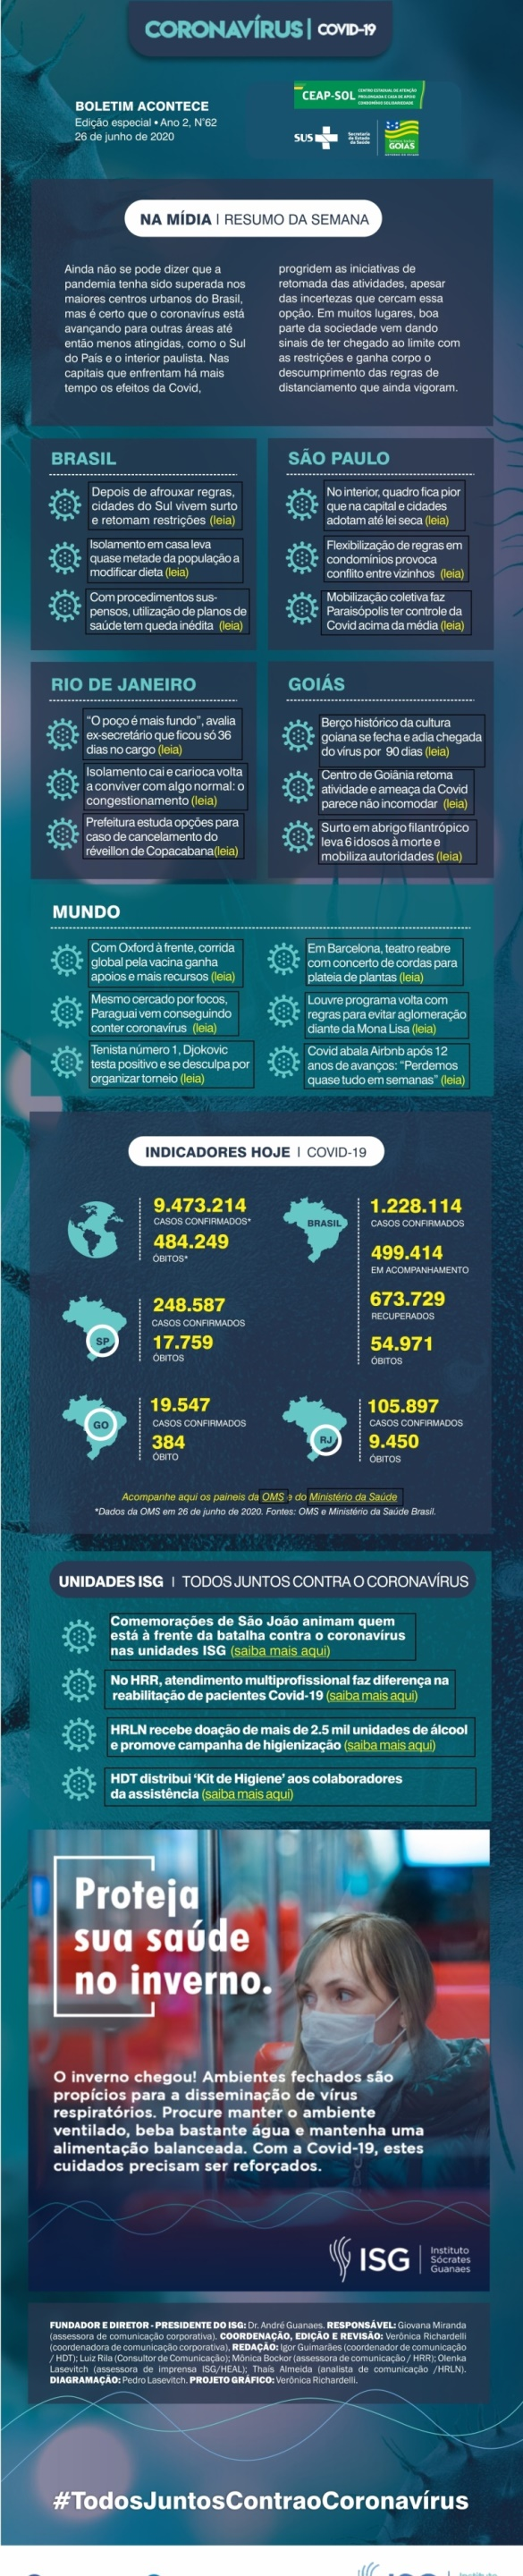 CORONAVÍRUS | COVID-19
BOLETIM ACONTECE
Edição especial • Ano 2, N°62
26 de junho de 2020
CEAP-SOL
CENTRO ESTADUAL DE ATENÇÃO
PROLONGADA E CASA DE APOIO
CONDOMÍNIO SOLIDARIEDADE
SUS
Secretaria
de Estado
da Saúde
GOIÁS
NA MÍDIA | RESUMO DA SEMANA
Ainda não se pode dizer que a
pandemia tenha sido superada nos
maiores centros urbanos do Brasil,
mas é certo que o coronavírus está
avançando para outras áreas até
então menos atingidas, como o Sul
do País e o interior paulista. Nas
capitais que enfrentam há mais
tempo os efeitos da Covid,
progridem as iniciativas de
retomada das atividades, apesar
das incertezas que cercam essa
opção. Em muitos lugares, boa
parte da sociedade vem dando
sinais de ter chegado ao limite com
as restrições e ganha corpo o
descumprimento das regras de
distanciamento que ainda vigoram.
BRASIL
Depois de afrouxar regras,
cidades do Sul vivem surto
e retomam restrições (leia)
Isolamento em casa leva
quase metade da população a
modificar dieta (leia)
Com procedimentos sus-
pensos, utilização de planos de
saúde tem queda inédita (leia)
SÃO PAULO
No interior, quadro fica pior
que na capital e cidades
adotam até lei seca (leia)
Flexibilização de regras em
condomínios provoca
conflito entre vizinhos (leia)
Mobilização coletiva faz
Paraisópolis ter controle da
Covid acima da média (leia)
RIO DE JANEIRO
"O poço é mais fundo", avalia
ex-secretário que ficou só 36
dias no cargo (leia)
Isolamento cai e carioca volta
a conviver com algo normal: o
congestionamento (leia)
Prefeitura estuda opções para
caso de cancelamento do
réveillon de Copacabana(leia)
GOIÁS
Berço histórico da cultura
goiana se fecha e adia chegada
do vírus por 90 dias (leia)
Centro de Goiânia retoma
atividade e ameaça da Covid
parece não incomodar (leia)
Surto em abrigo filantrópico
leva 6 idosos à morte e
mobiliza autoridades (leia)
MUNDO
Com Oxford à frente, corrida
global pela vacina ganha
apoios e mais recursos (leia)
Mesmo cercado por focos,
Paraguai vem conseguindo
conter coronavírus (leia)
Tenista número 1, Djokovic
testa positivo e se desculpa por
organizar torneio (leia)
Em Barcelona, teatro reabre
com concerto de cordas para
plateia de plantas (leia)
Louvre programa volta com
regras para evitar aglomeração
diante da Mona Lisa (leia)
Covid abala Airbnb após 12
anos de avanços: "Perdemos
quase tudo em semanas" (leia)
INDICADORES HOJE | COVID-19
9.473.214
CASOS CONFIRMADOS*
484.249
ÓBITOS*
BRASIL
1.228.114
CASOS CONFIRMADOS
499.414
EM ACOMPANHAMENTO
673.729
RECUPERADOS
54.971
ÓBITOS
SP
248.587
CASOS CONFIRMADOS
17.759
ÓBITOS
GO
19.547
CASOS CONFIRMADOS
384
ÓBITO
RJ
105.897
CASOS CONFIRMADOS
9.450
ÓBITOS
Acompanhe aqui os paineis da OMS e do Ministério da Saúde
*Dados da OMS em 26 de junho de 2020. Fontes: OMS e Ministério da Saúde Brasil.
UNIDADES ISG | TODOS JUNTOS CONTRA O CORONAVÍRUS
Comemorações de São João animam quem
está à frente da batalha contra o coronavírus
nas unidades ISG (saiba mais aqui)
No HRR, atendimento multiprofissional faz diferença na
reabilitação de pacientes Covid-19 (saiba mais aqui)
HRLN recebe doação de mais de 2.5 mil unidades de álcool
e promove campanha de higienização (saiba mais aqui)
HDT distribui 'Kit de Higiene' aos colaboradores
da assistência (saiba mais aqui)
Proteja
sua saúde
no inverno.
O inverno chegou! Ambientes fechados são
propícios para a disseminação de vírus
respiratórios. Procure manter o ambiente
ventilado, beba bastante água e mantenha uma
alimentação balanceada. Com a Covid-19, estes
cuidados precisam ser reforçados.
ISG
Instituto
Sócrates
Guanaes
FUNDADOR E DIRETOR - PRESIDENTE DO ISG: Dr. André Guanaes. RESPONSÁVEL: Giovana Miranda
(assessora de comunicação corporativa). COORDENAÇÃO, EDIÇÃO E REVISÃO: Verônica Richardelli
(coordenadora de comunicação corporativa), REDAÇÃO: Igor Guimarães (coordenador de comunicação
/ HDT); Luiz Rila (Consultor de Comunicação); Mônica Bockor (assessora de comunicação / HRR); Olenka
Lasevitch (assessora de imprensa ISG/HEAL); Thaís Almeida (analista de comunicação /HRLN).
DIAGRAMAÇÃO: Pedro Lasevitch. PROJETO GRÁFICO: Verônica Richardelli.
#TodosJuntosContraoCoronavírus